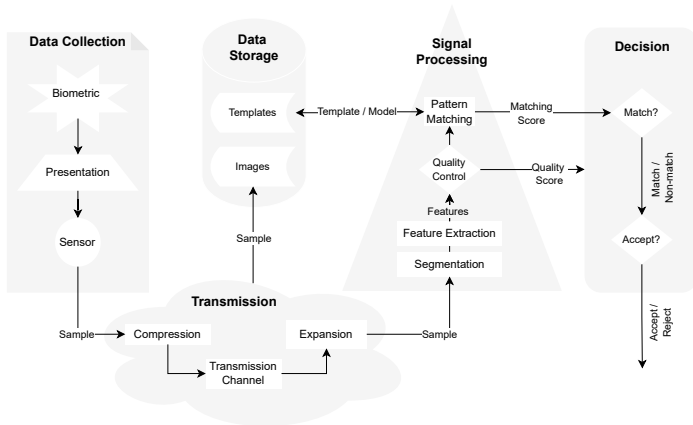 Data Collection
Biometric
Presentation
Sensor
Sample
Data
Storage
Templates
Images
Sample
Template / Model
Signal
Processing
Pattern
Matching
Quality
Control
Features
Feature Extraction
Segmentation
Sample
Matching
Score
Quality
Score
Decision
Match?
Match /
Non-match
Accept?
Accept /
Reject
Transmission
Compression
Expansion
Transmission
Channel